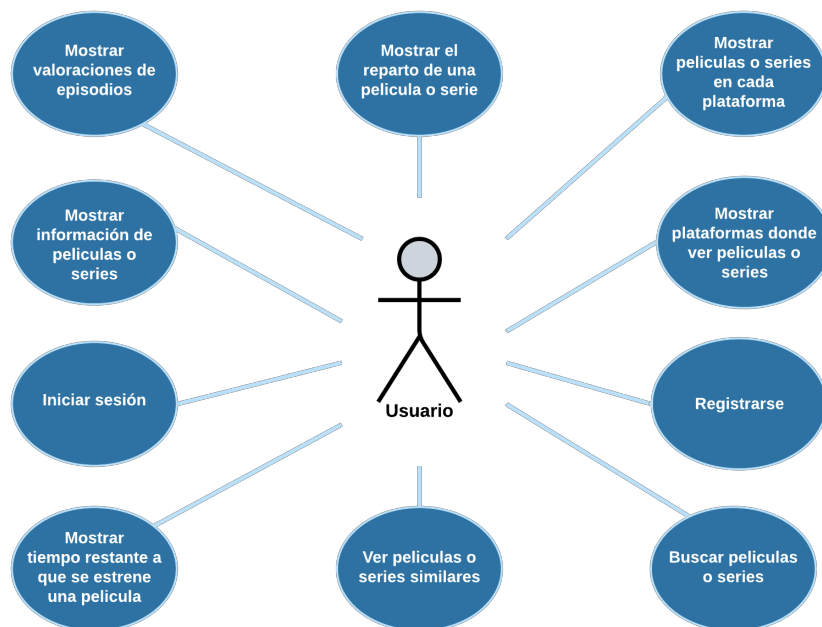 Mostrar
valoraciones de
episodios
Mostrar el
reparto de una
pelicula o serie
Mostrar
peliculas o series
en cada
plataforma
Mostrar
información de
peliculas o
series
Mostrar
plataformas donde
ver peliculas o
series
Iniciar sesión
Usuario
Registrarse
Mostrar
tiempo restante a
que se estrene
una pelicula
Ver peliculas o
series similares
Buscar peliculas
o series